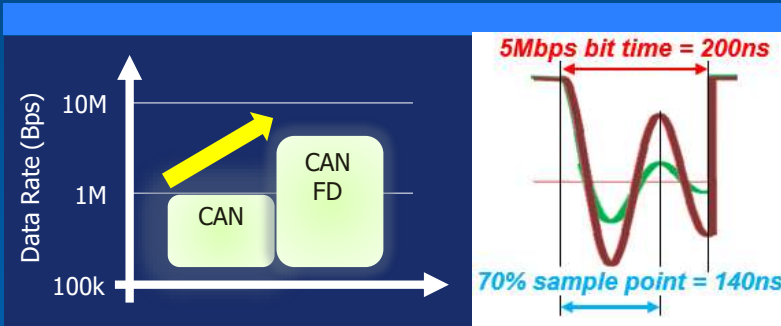 Data Rate (Bps)
10M
1M
100k
CAN
CAN
FD
5Mbps bit time = 200ns
70% sample point = 140ns